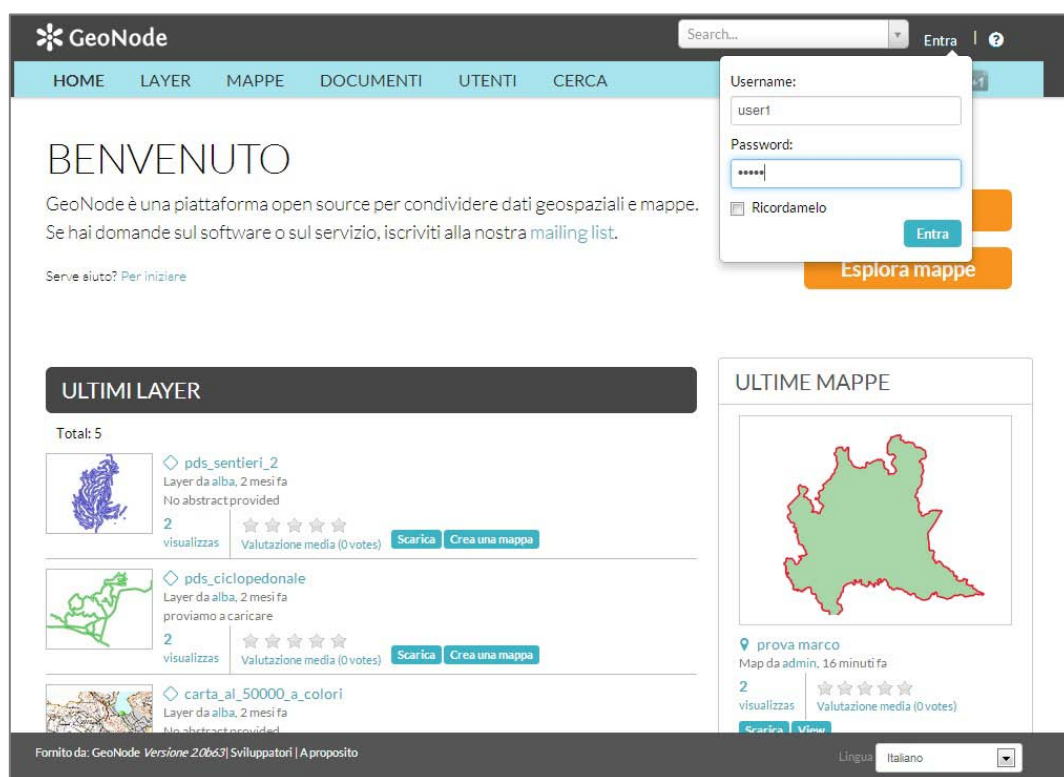 GeoNode
Search...
Entra | ?
HOME LAYER MAPPE DOCUMENTI UTENTI CERCA
Username:
user1
Password:
•••••
Ricordamelo
Entra
BENVENUTO
GeoNode è una piattaforma open source per condividere dati geospaziali e mappe.
Se hai domande sul software o sul servizio, iscriviti alla nostra mailing list.
Serve aiuto? Per iniziare
Esplora mappe
ULTIMI LAYER
Total: 5
pds_sentieri_2
Layer da alba, 2 mesi fa
No abstract provided
2
visualizzas
Valutazione media (0 votes)
Scarica Crea una mappa
pds_ciclopedonale
Layer da alba, 2 mesi fa
proviamo a caricare
2
visualizzas
Valutazione media (0 votes)
Scarica Crea una mappa
carta_al_50000_a_colori
Layer da alba, 2 mesi fa
No abstract provided
ULTIME MAPPE
prova marco
Map da admin, 16 minuti fa
2
visualizzas
Valutazione media (0 votes)
Scarica View
Fornito da: GeoNode Versione 2.0b63| Sviluppatori | A proposito
Lingua Italiano